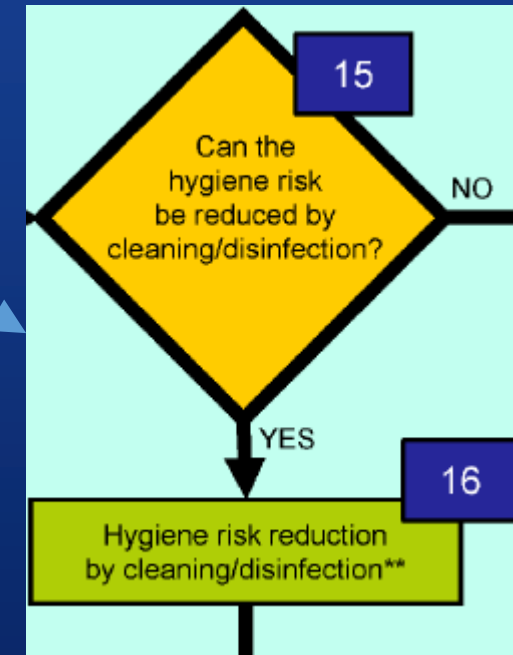 15
Can the
hygiene risk
be reduced by
cleaning/disinfection?
NO
YES
16
Hygiene risk reduction
by cleaning/disinfection**